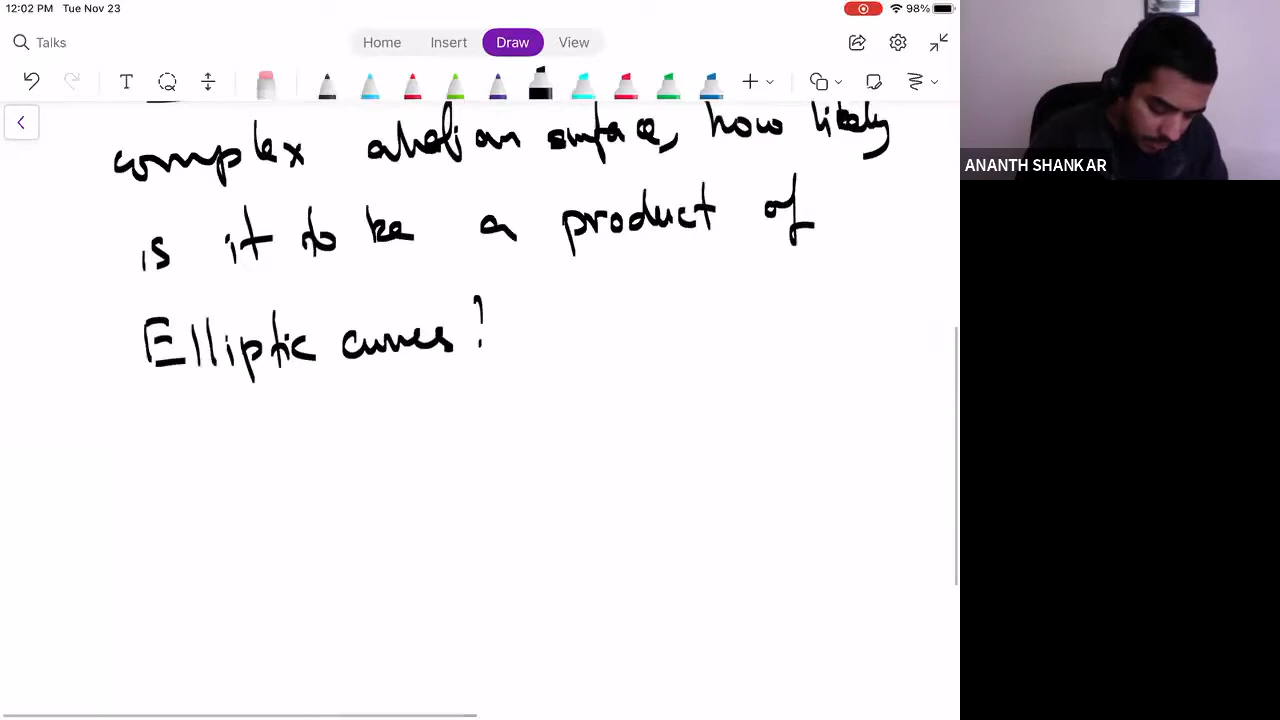 12:02 PM Tue Nov 23 98%
Talks Home Insert Draw View
complex abelian surface, how likely
is it to be a product of
Elliptic curves?
ANANTH SHANKAR